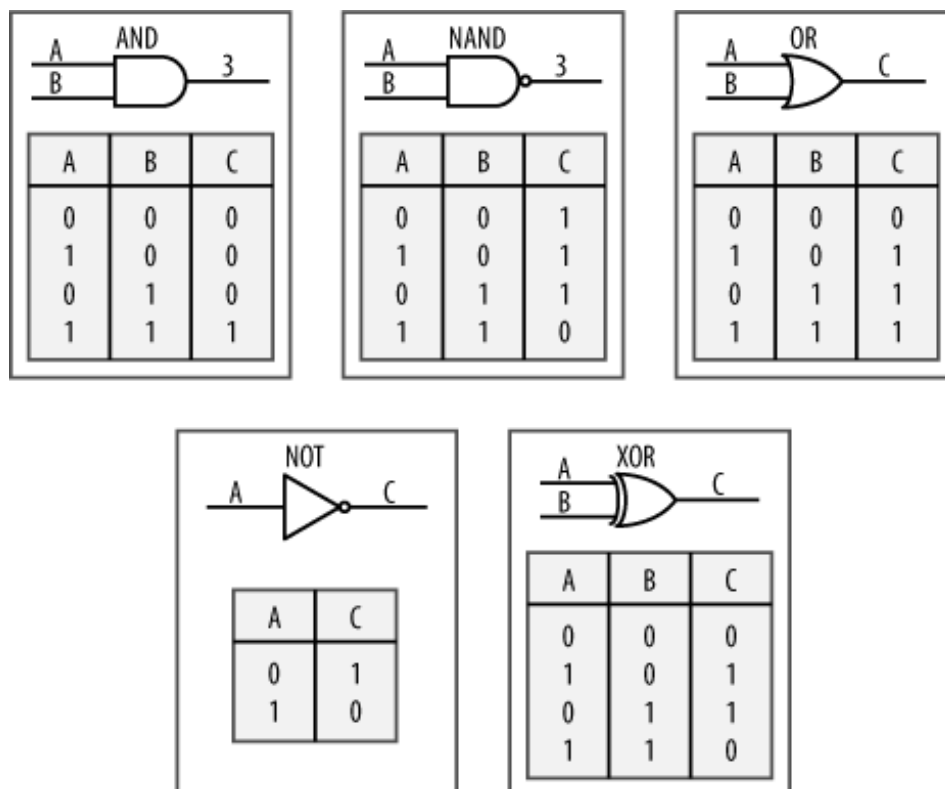 AND
A
B
3
A B C
0 0 0
1 0 0
0 1 0
1 1 1
NAND
A
B
3
A B C
0 0 1
1 0 1
0 1 1
1 1 0
OR
A
B
C
A B C
0 0 0
1 0 1
0 1 1
1 1 1
NOT
A C
A C
0 1
1 0
XOR
A
B
C
A B C
0 0 0
1 0 1
0 1 1
1 1 0